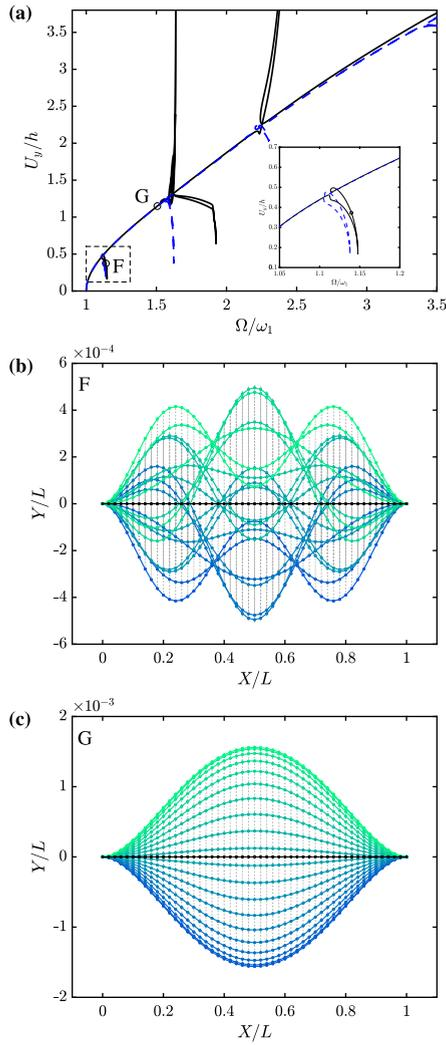 (a)
3.5
3
2.5
2
1.5
1
0.5
0
U_y/h
G
F
0.7
0.6
0.5
0.4
0.3
0.2
0.1
U_y/h
1.05 1.1 1.15 1.2
Ω/ω₁
1 1.5 2 2.5 3 3.5
Ω/ω₁
(b)
×10⁻⁴
6
F
4
2
0
-2
-4
-6
Y/L
0 0.2 0.4 0.6 0.8 1
X/L
(c)
×10⁻³
2
G
1
0
-1
-2
Y/L
0 0.2 0.4 0.6 0.8 1
X/L